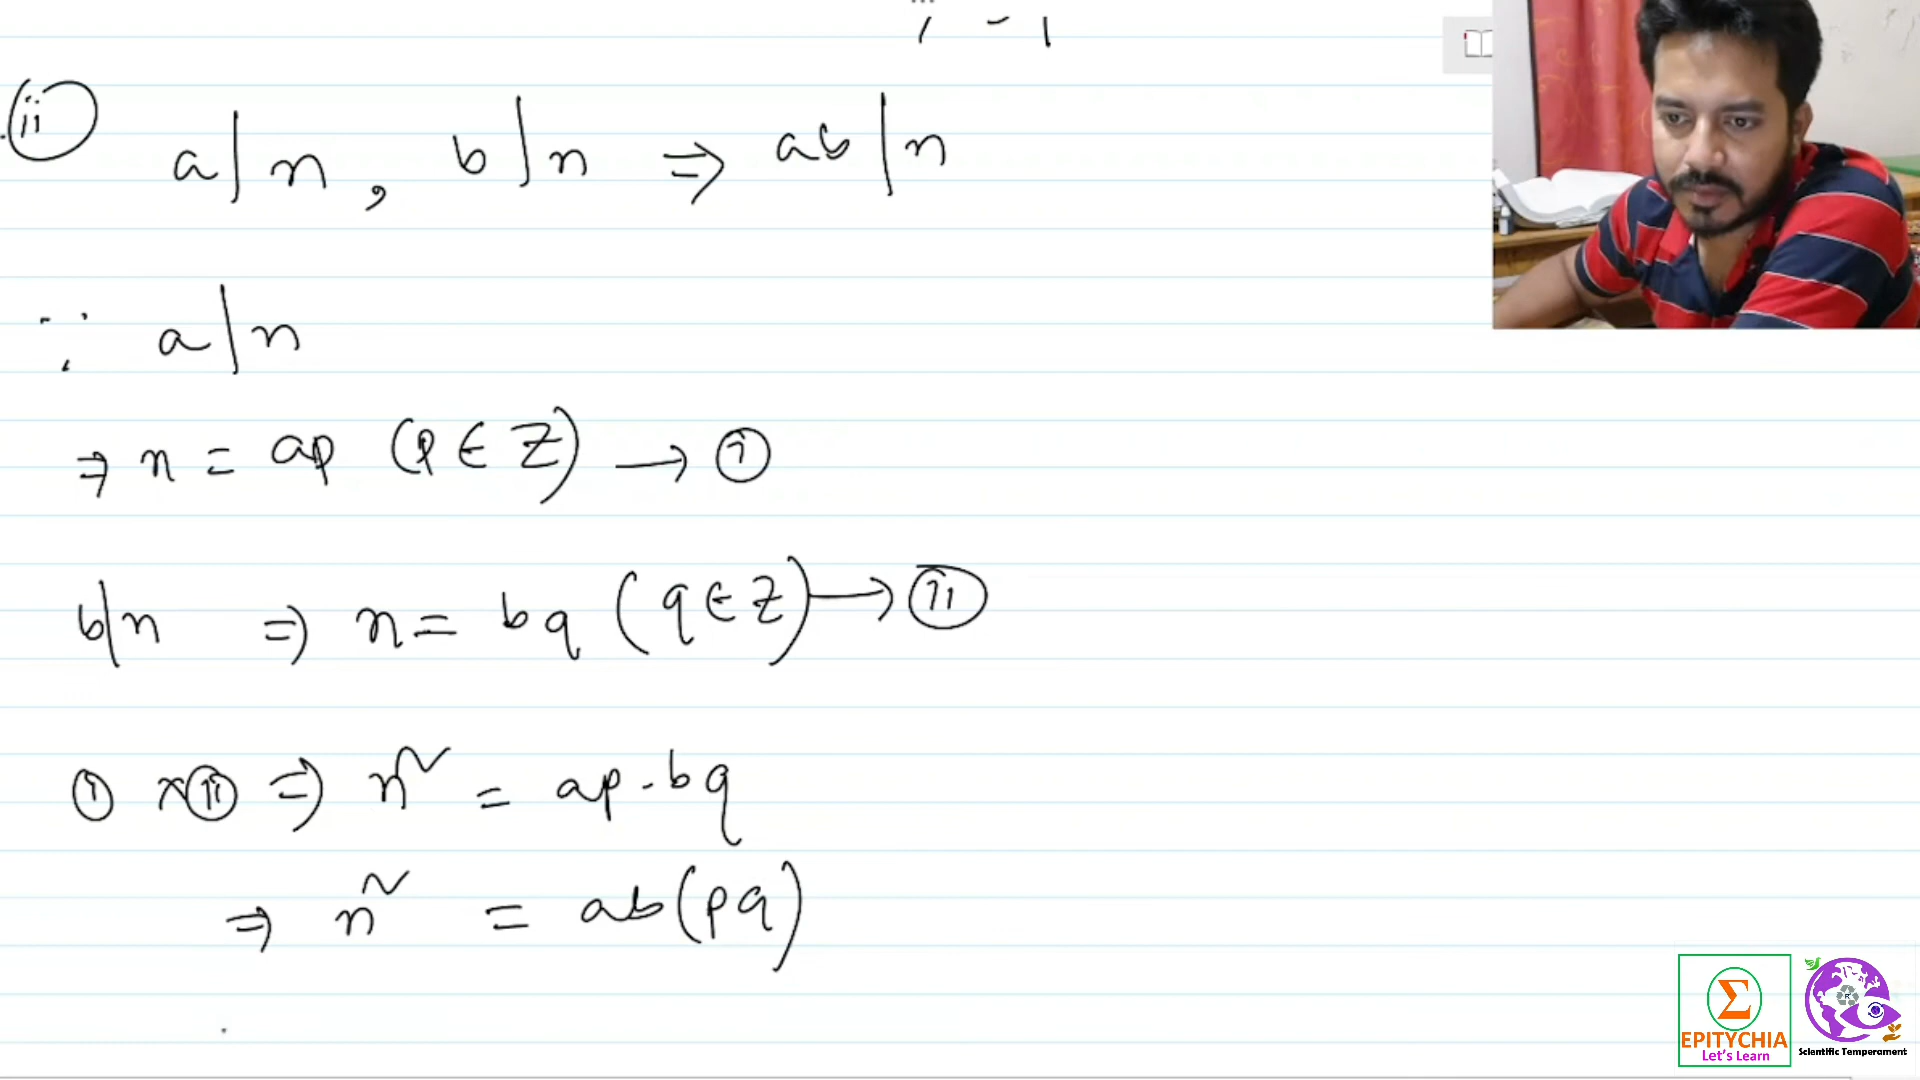 ii
a|n, b|n ⇒ ab|n
∵ a|n
⇒ n = ap (p ∈ Z) → i
b|n ⇒ n = bq (q ∈ Z) → ii
i × ii ⇒ n² = ap · bq
⇒ n² = ab(pq)
Σ
EPITYCHIA
Let's Learn
Scientific Temperament